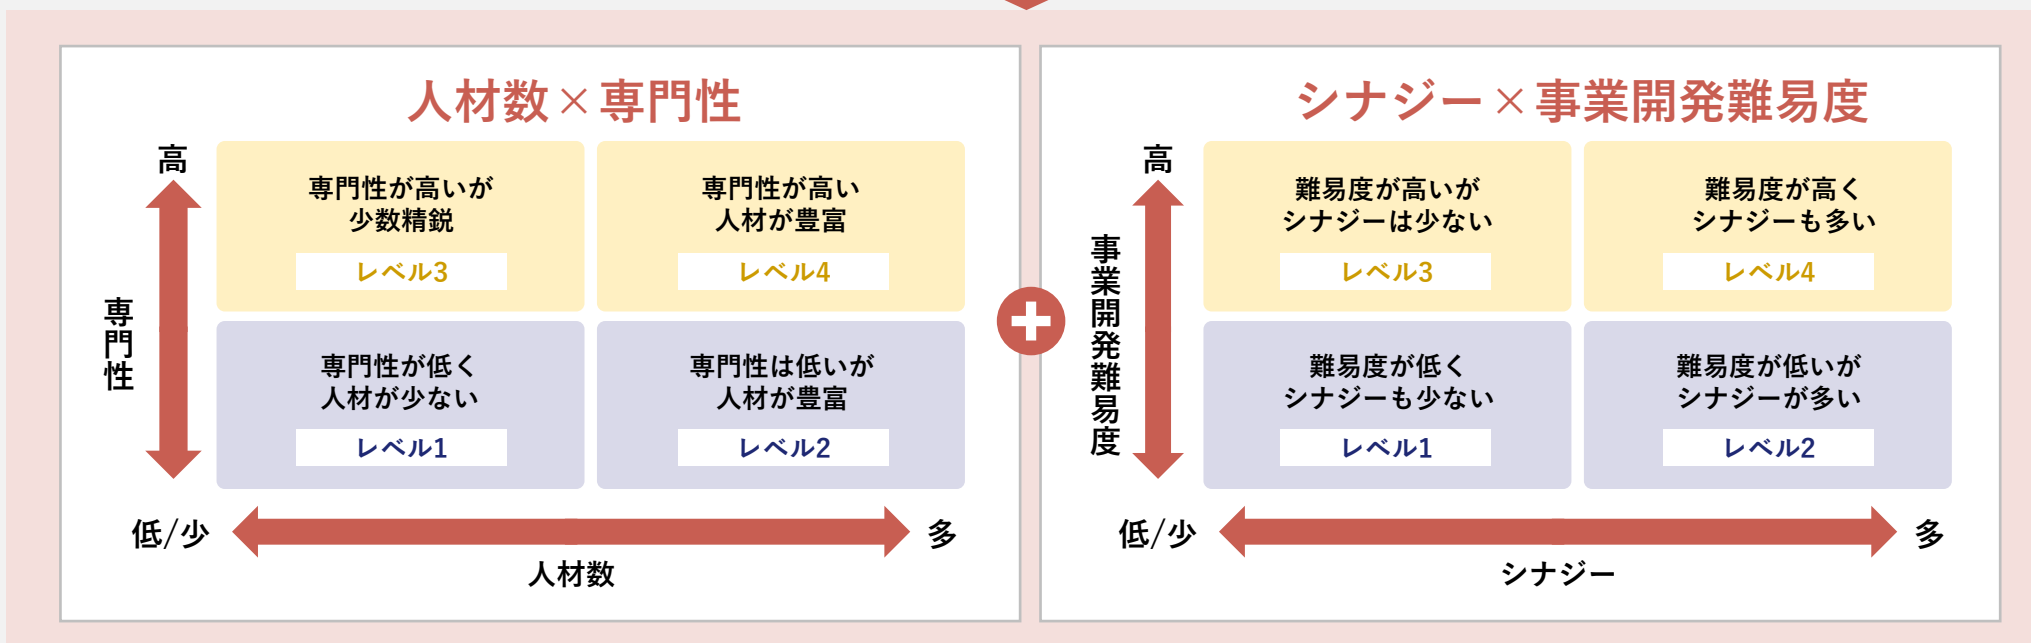 人材数×専門性
高
専門性
専門性が高いが
少数精鋭
レベル3
専門性が高い
人材が豊富
レベル4
専門性が低く
人材が少ない
レベル1
専門性は低いが
人材が豊富
レベル2
低/少
多
人材数
シナジー×事業開発難易度
高
事業開発難易度
難易度が高いが
シナジーは少ない
レベル3
難易度が高く
シナジーも多い
レベル4
難易度が低く
シナジーも少ない
レベル1
難易度が低いが
シナジーが多い
レベル2
低/少
多
シナジー